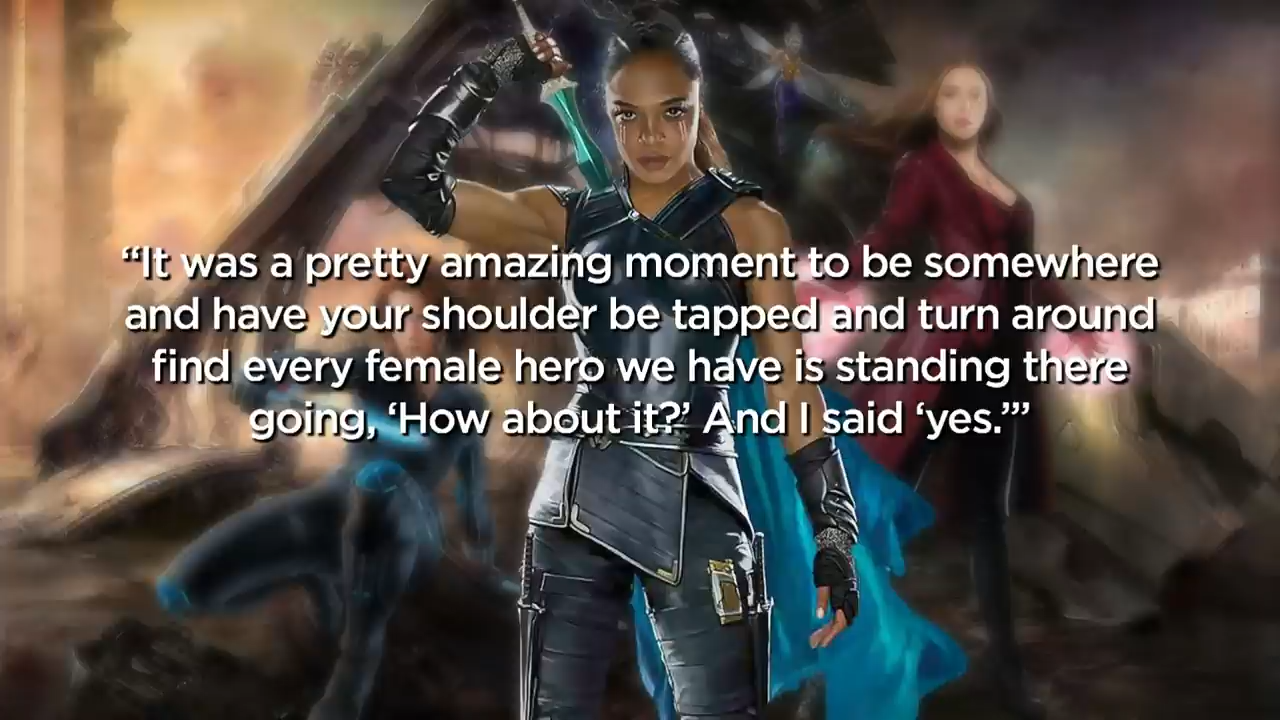 “It was a pretty amazing moment to be somewhere
and have your shoulder be tapped and turn around
find every female hero we have is standing there
going, ‘How about it?’ And I said ‘yes.’”